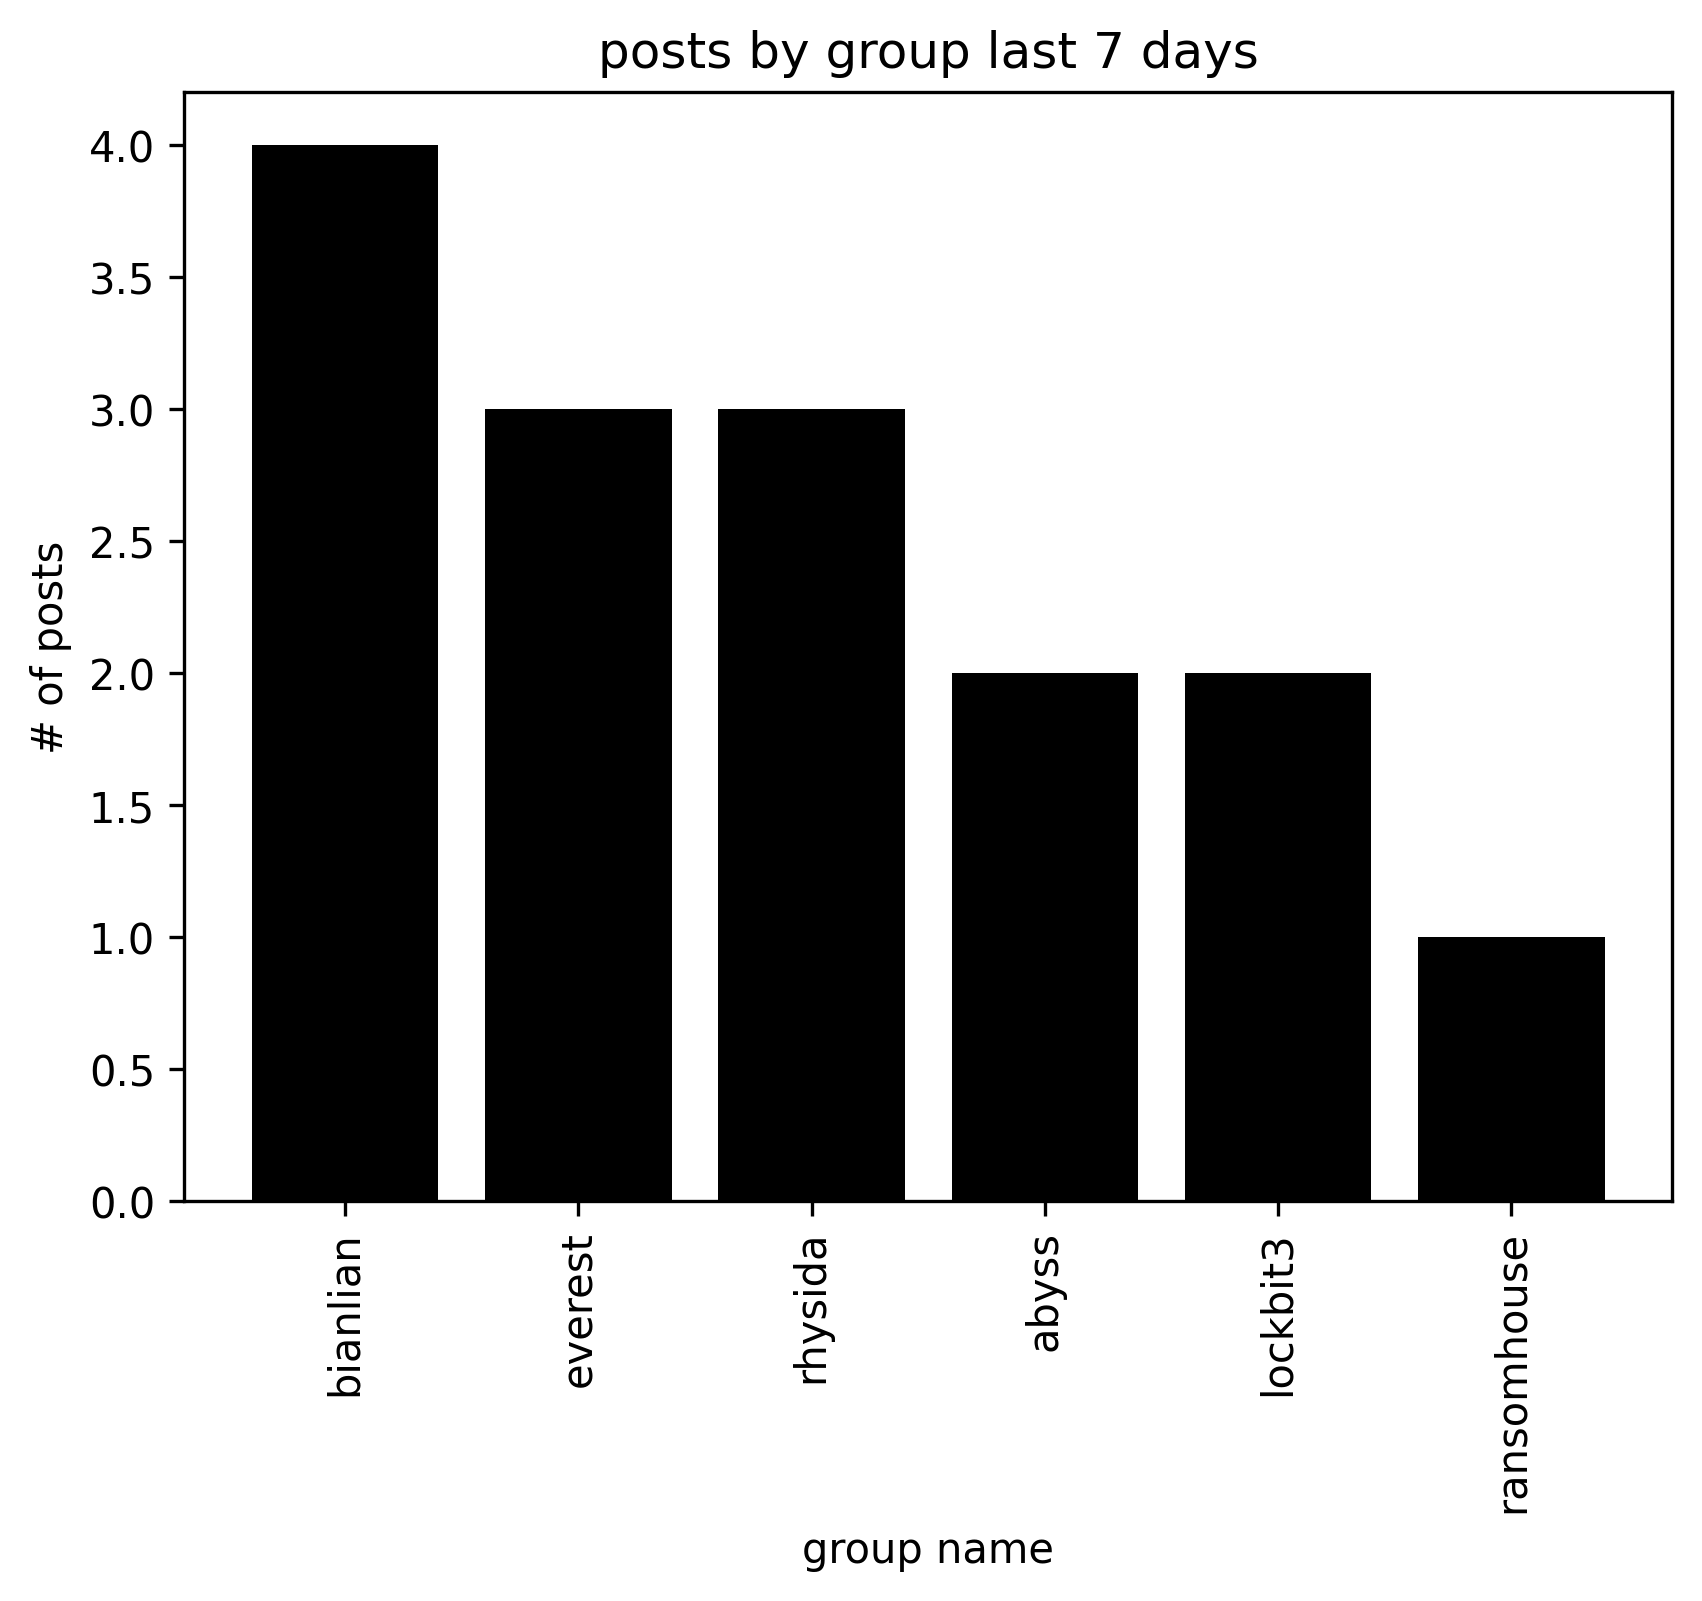 posts by group last 7 days
# of posts
4.0
3.5
3.0
2.5
2.0
1.5
1.0
0.5
0.0
bianlian
everest
rhysida
abyss
lockbit3
ransomhouse
group name